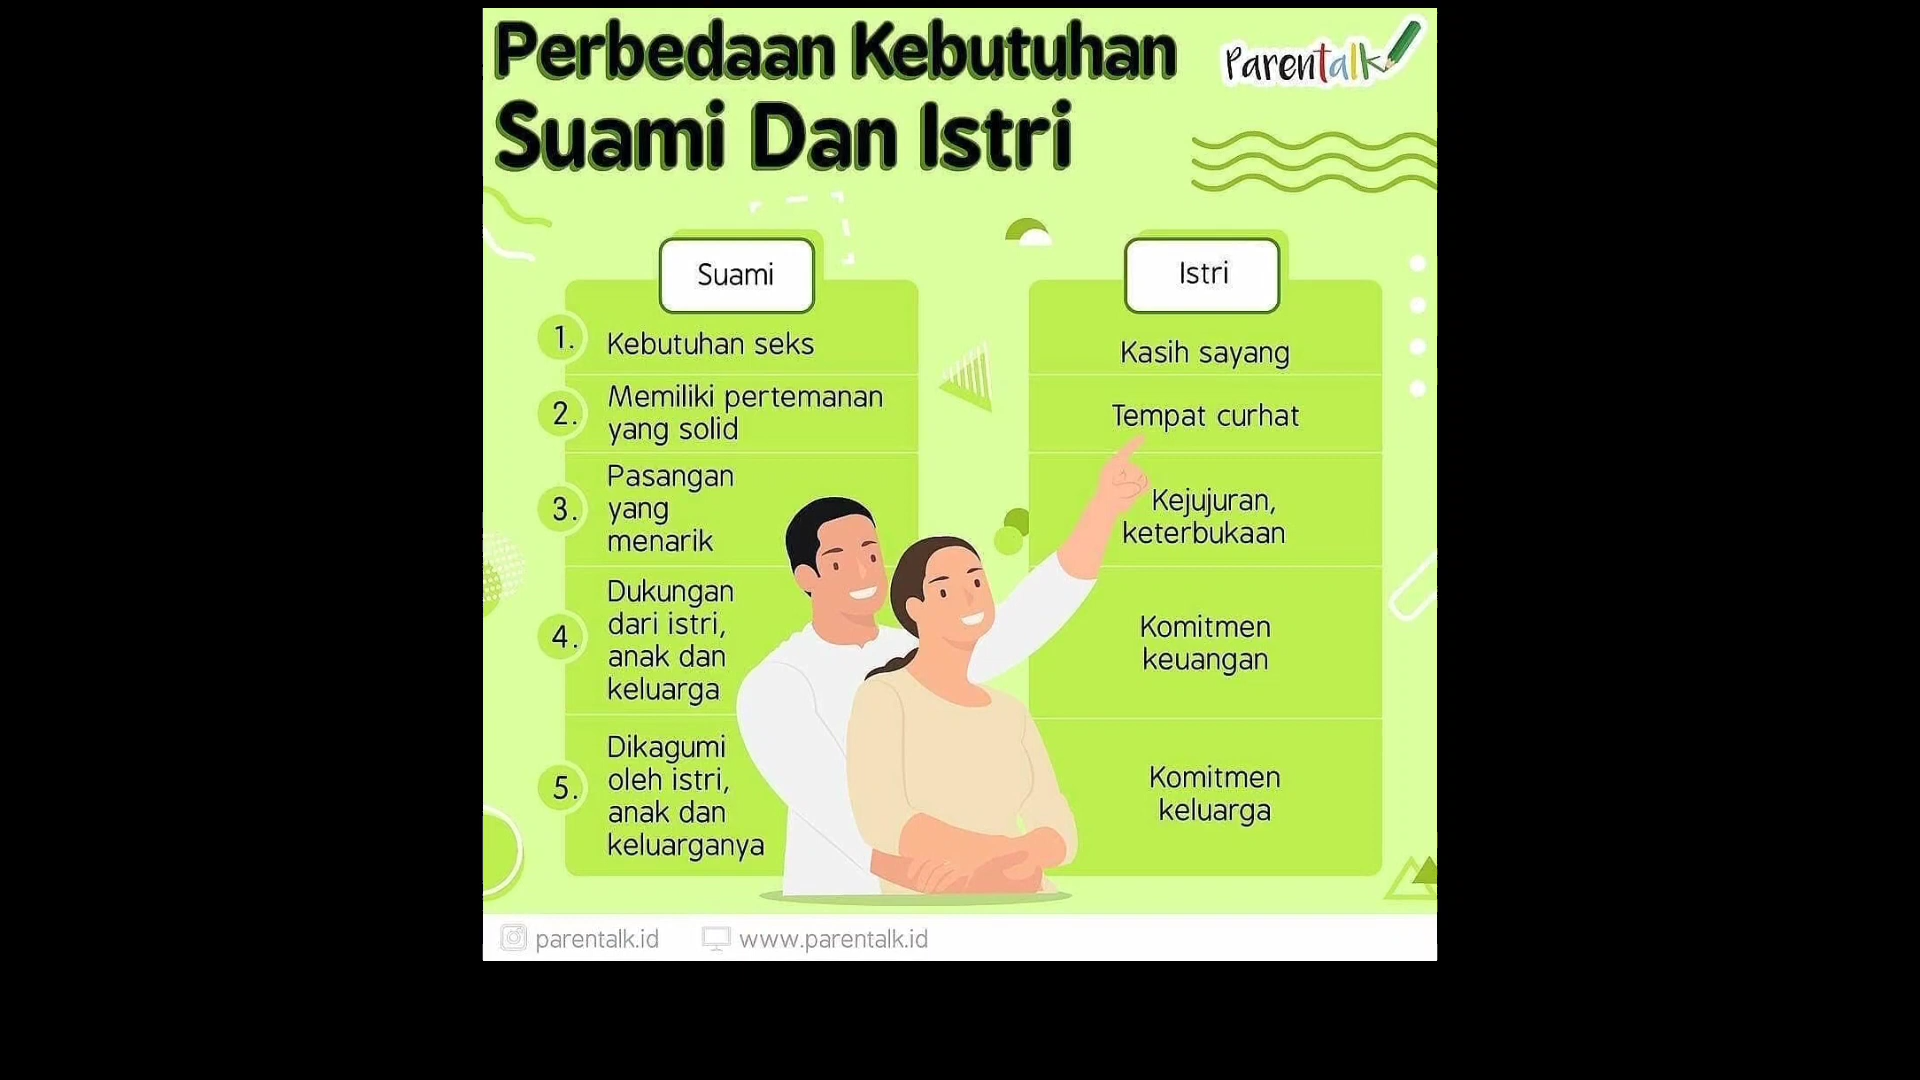 Perbedaan Kebutuhan
Suami Dan Istri
Parentalk
Suami
1.
Kebutuhan seks
2.
Memiliki pertemanan
yang solid
3.
Pasangan
yang
menarik
4.
Dukungan
dari istri,
anak dan
keluarga
5.
Dikagumi
oleh istri,
anak dan
keluarganya
Istri
Kasih sayang
Tempat curhat
Kejujuran,
keterbukaan
Komitmen
keuangan
Komitmen
keluarga
parentalk.id
www.parentalk.id